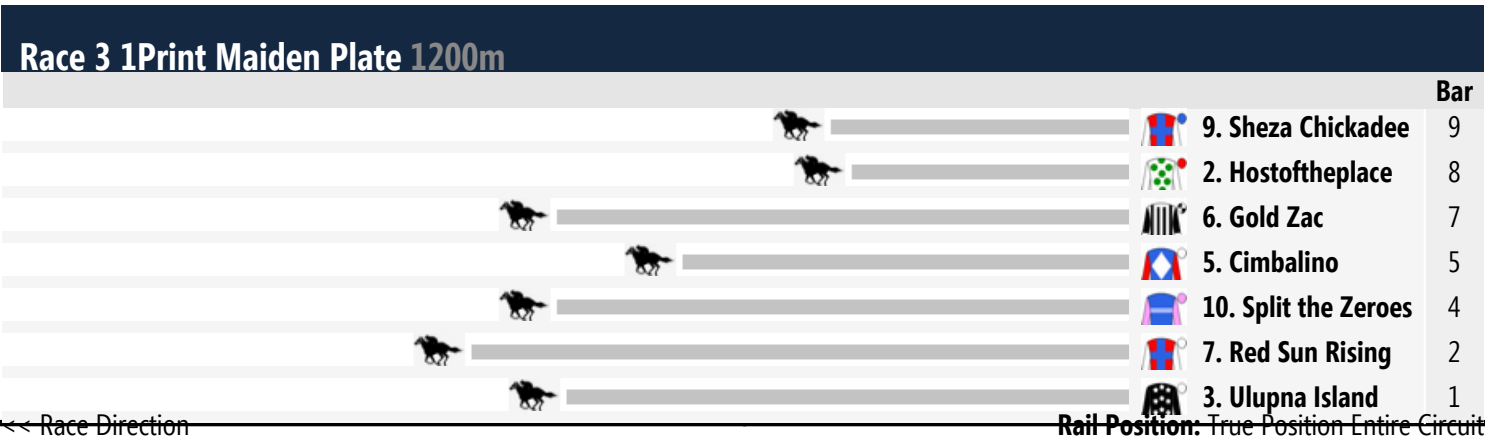 Race 3 1Print Maiden Plate 1200m
Bar
9. Sheza Chickadee 9
2. Hostoftheplace 8
6. Gold Zac 7
5. Cimbalino 5
10. Split the Zeroes 4
7. Red Sun Rising 2
3. Ulupna Island 1
<< Race Direction Rail Position: True Position Entire Circuit